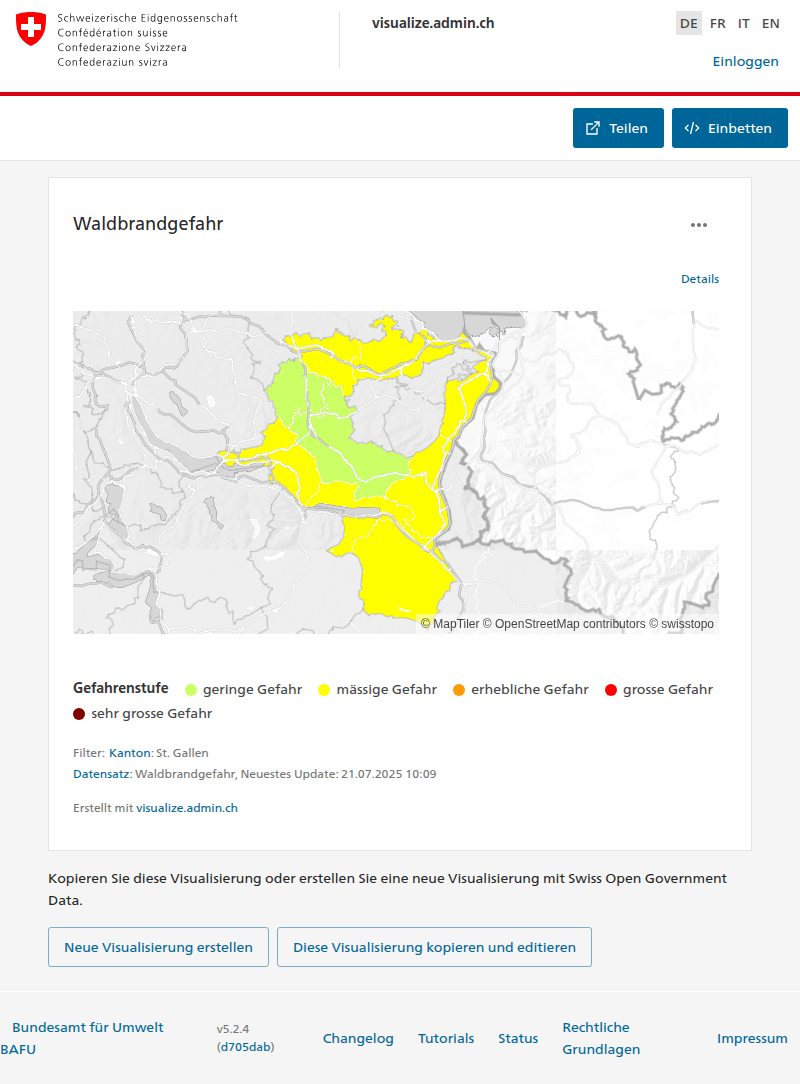 Schweizerische Eidgenossenschaft
Confédération suisse
Confederazione Svizzera
Confederaziun svizra
visualize.admin.ch
DE FR IT EN
Einloggen
Teilen
Einbetten
Waldbrandgefahr
Details
© MapTiler © OpenStreetMap contributors © swisstopo
Gefahrenstufe geringe Gefahr mässige Gefahr erhebliche Gefahr grosse Gefahr
sehr grosse Gefahr
Filter: Kanton: St. Gallen
Datensatz: Waldbrandgefahr, Neuestes Update: 21.07.2025 10:09
Erstellt mit visualize.admin.ch
Kopieren Sie diese Visualisierung oder erstellen Sie eine neue Visualisierung mit Swiss Open Government
Data.
Neue Visualisierung erstellen
Diese Visualisierung kopieren und editieren
Bundesamt für Umwelt
BAFU
v5.2.4
(d705dab)
Changelog
Tutorials
Status
Rechtliche
Grundlagen
Impressum